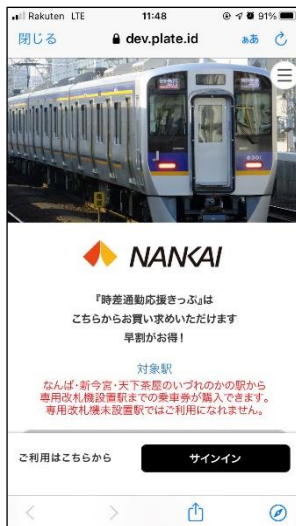 Rakuten LTE 11:48 91%
閉じる dev.plate.id ぁあ
NANKAI
『時差通勤応援きっぷ』は
こちらからお買い求めいただけます
早割がお得！
対象駅
なんば・新今宮・天下茶屋のいづれのかの駅から
専用改札機設置駅までの乗車券が購入できます。
専用改札機未設置駅ではご利用になれません。
ご利用はこちらから サインイン